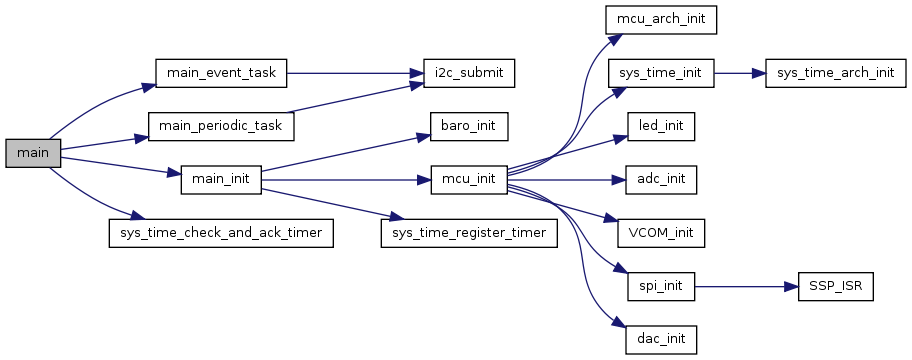 main
main_event_task
main_periodic_task
main_init
sys_time_check_and_ack_timer
i2c_submit
baro_init
mcu_init
sys_time_register_timer
mcu_arch_init
sys_time_init
led_init
adc_init
VCOM_init
spi_init
dac_init
sys_time_arch_init
SSP_ISR